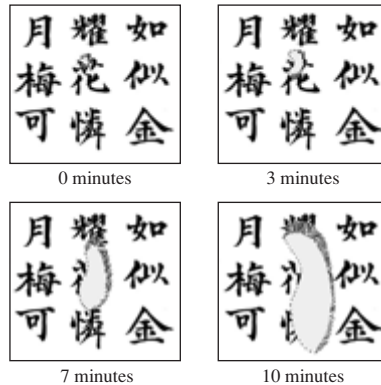 月耀如
梅花似
可憐金
0 minutes
月耀如
梅花似
可憐金
3 minutes
月耀如
梅 似
可憐金
7 minutes
月 如
梅 似
可 金
10 minutes